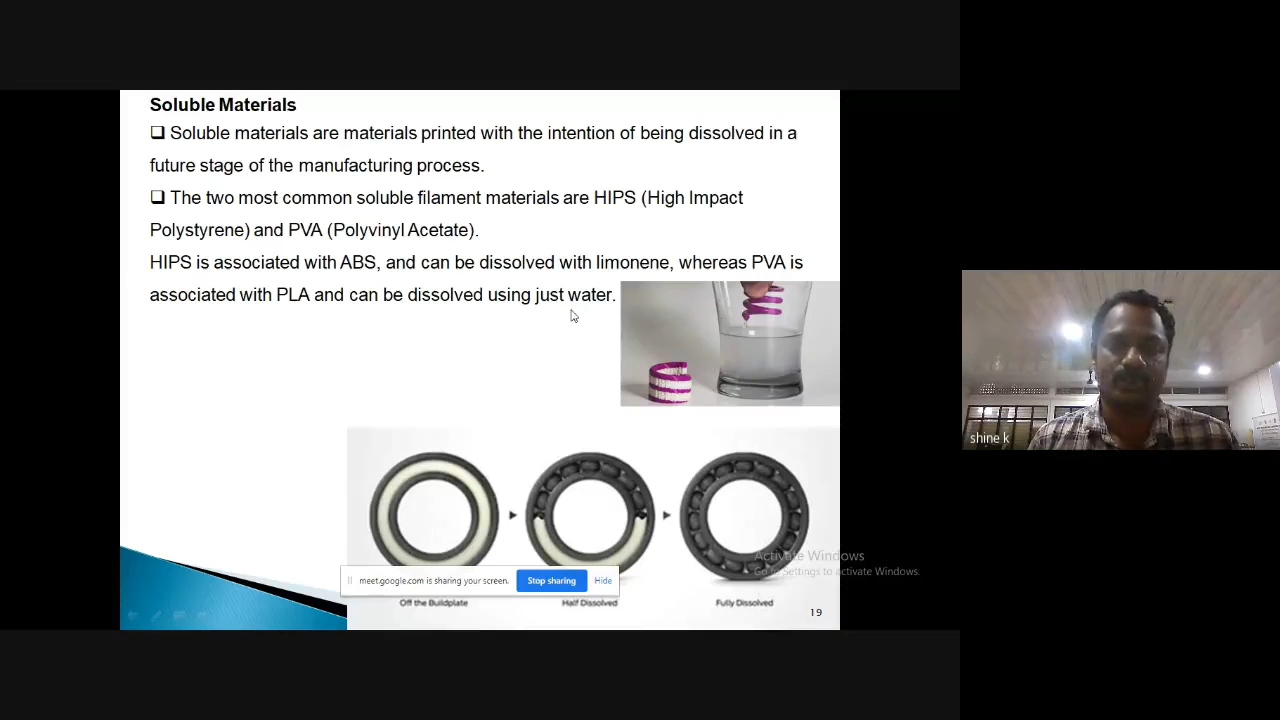 Soluble Materials
❑ Soluble materials are materials printed with the intention of being dissolved in a
future stage of the manufacturing process.
❑ The two most common soluble filament materials are HIPS (High Impact
Polystyrene) and PVA (Polyvinyl Acetate).
HIPS is associated with ABS, and can be dissolved with limonene, whereas PVA is
associated with PLA and can be dissolved using just water.
shine k
Activate Windows
Go to Settings to activate Windows.
meet.google.com is sharing your screen.
Stop sharing
Hide
Off the Buildplate
Half Dissolved
Fully Dissolved
19